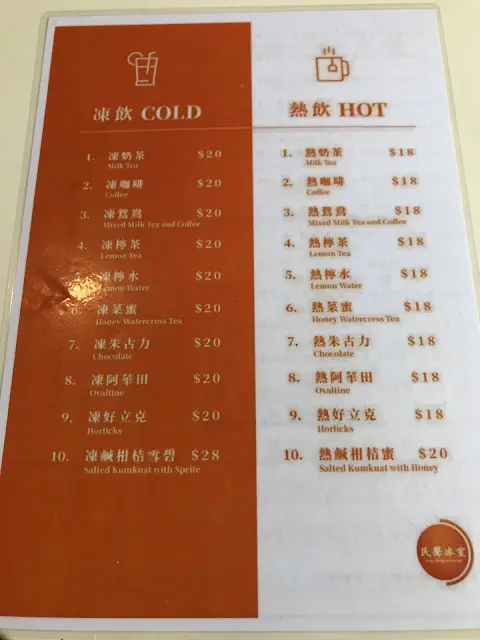 凍飲 COLD
1. 凍奶茶 $20
Milk Tea
2. 凍咖啡 $20
Coffee
3. 凍鴛鴦 $20
Mixed Milk Tea and Coffee
4. 凍檸茶 $20
Lemon Tea
凍檸水 $20
Lemon Water
6. 凍菜蜜 $20
Honey Watercress Tea
7. 凍朱古力 $20
Chocolate
8. 凍阿華田 $20
Ovaltine
9. 凍好立克 $20
Horlicks
10. 凍鹹柑桔雪碧 $28
Salted Kumkuat with Sprite
熱飲 HOT
1. 熱奶茶 $18
Milk Tea
2. 熱咖啡 $18
Coffee
3. 熱鴛鴦 $18
Mixed Milk Tea and Coffee
4. 熱檸茶 $18
Lemon Tea
5. 熱檸水 $18
Lemon Water
6. 熱菜蜜 $18
Honey Watercress Tea
7. 熱朱古力 $18
Chocolate
8. 熱阿華田 $18
Ovaltine
9. 熱好立克 $18
Horlicks
10. 熱鹹柑桔蜜 $20
Salted Kumkuat with Honey
民聲冰室